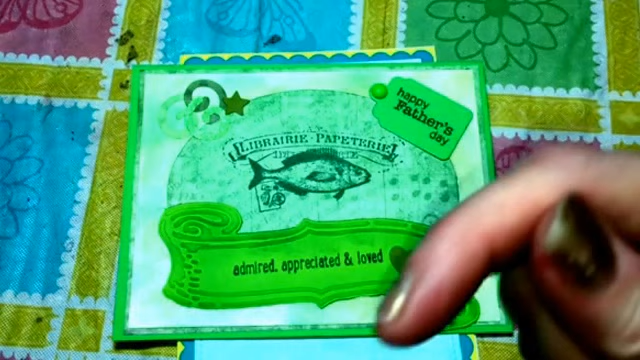 happy
Father's
day
LIBRAIRIE · PAPETERIE
admired, appreciated & loved